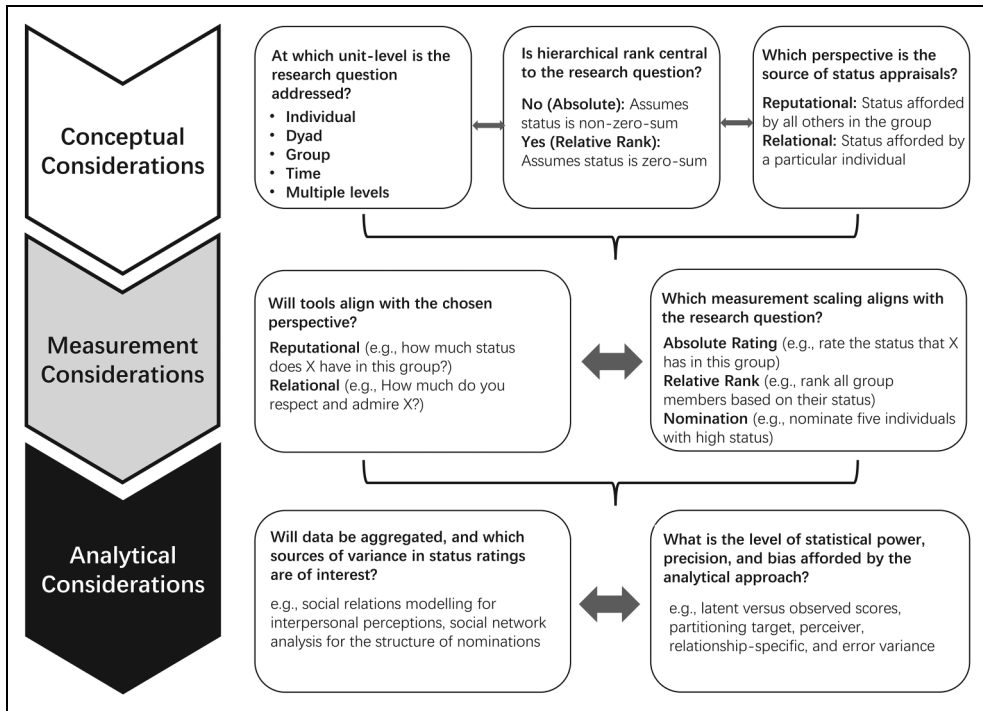 Conceptual
Considerations
At which unit-level is the
research question
addressed?
• Individual
• Dyad
• Group
• Time
• Multiple levels
Is hierarchical rank central
to the research question?
No (Absolute): Assumes
status is non-zero-sum
Yes (Relative Rank):
Assumes status is zero-sum
Which perspective is the
source of status appraisals?
Reputational: Status afforded
by all others in the group
Relational: Status afforded by
a particular individual
Measurement
Considerations
Will tools align with the chosen
perspective?
Reputational (e.g., how much status
does X have in this group?)
Relational (e.g., How much do you
respect and admire X?)
Which measurement scaling aligns with
the research question?
Absolute Rating (e.g., rate the status that X
has in this group)
Relative Rank (e.g., rank all group
members based on their status)
Nomination (e.g., nominate five individuals
with high status)
Analytical
Considerations
Will data be aggregated, and which
sources of variance in status ratings
are of interest?
e.g., social relations modelling for
interpersonal perceptions, social network
analysis for the structure of nominations
What is the level of statistical power,
precision, and bias afforded by the
analytical approach?
e.g., latent versus observed scores,
partitioning target, perceiver,
relationship-specific, and error variance